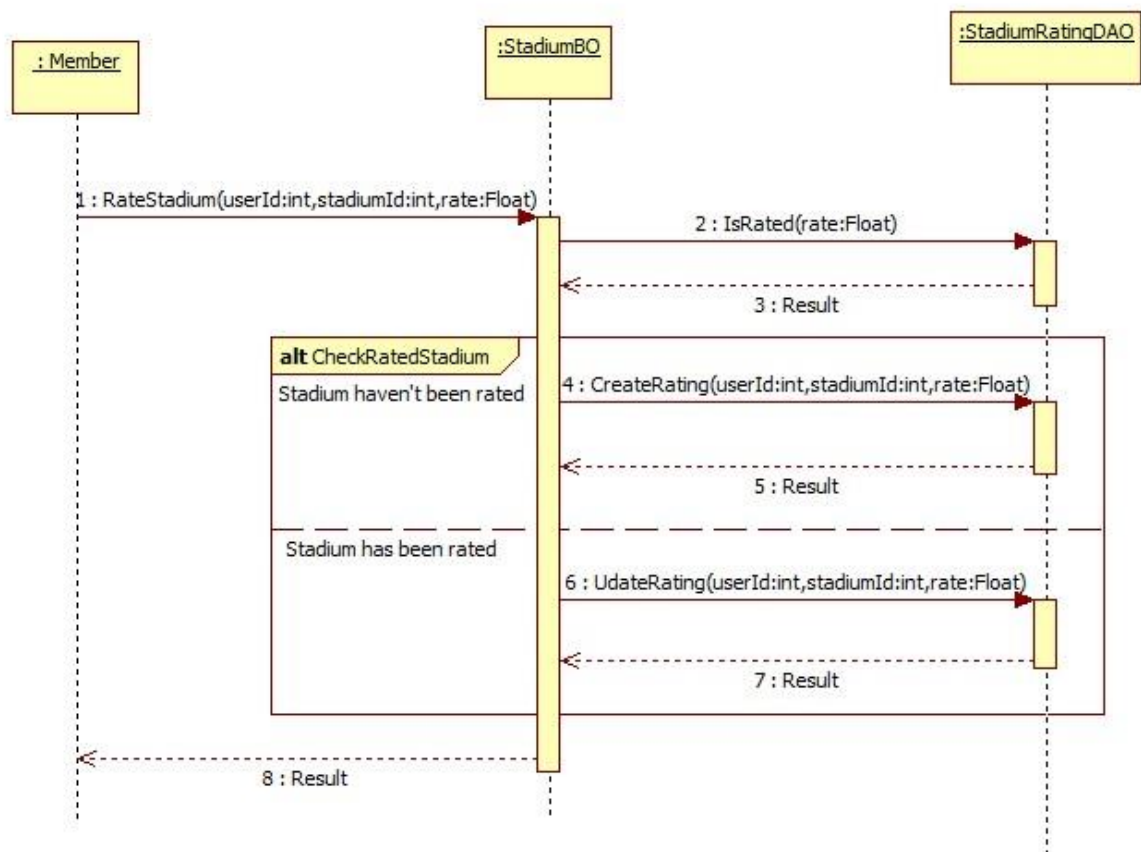 : Member
:StadiumBO
:StadiumRatingDAO
1 : RateStadium(userId:int,stadiumId:int,rate:Float)
2 : IsRated(rate:Float)
3 : Result
alt CheckRatedStadium
Stadium haven't been rated
4 : CreateRating(userId:int,stadiumId:int,rate:Float)
5 : Result
Stadium has been rated
6 : UdateRating(userId:int,stadiumId:int,rate:Float)
7 : Result
8 : Result